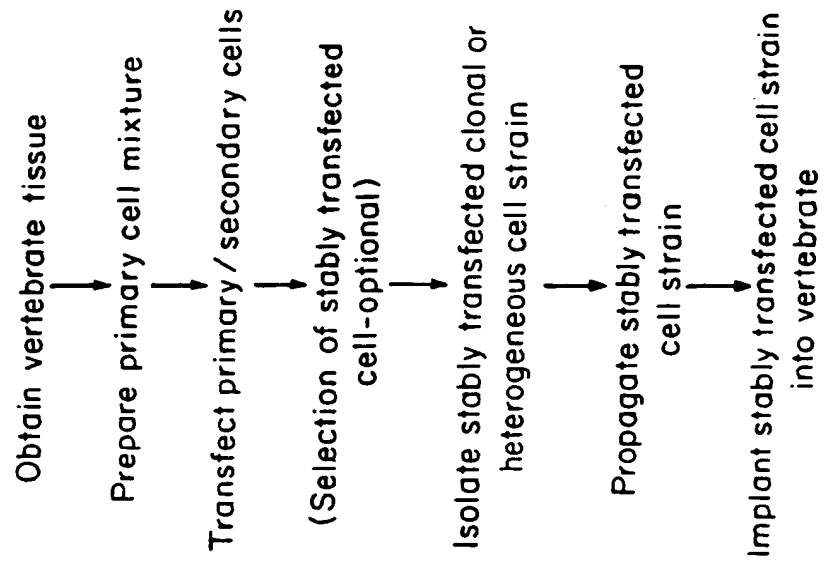 Obtain vertebrate tissue
Prepare primary cell mixture
Transfect primary/secondary cells
(Selection of stably transfected
cell-optional)
Isolate stably transfected clonal or
heterogeneous cell strain
Propagate stably transfected
cell strain
Implant stably transfected cell strain
into vertebrate